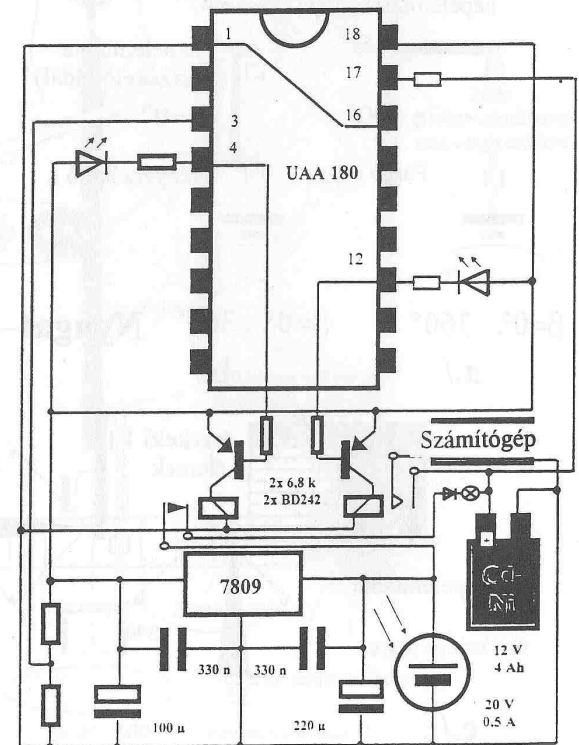 1
18
17
3
16
4
UAA 180
12
β=0°.
Számítógép
2x 6,8 k
2x BD242
+
7809
Cd-
Ni
330 n
330 n
12 V
4 Ah
100 µ
220 µ
20 V
0.5 A